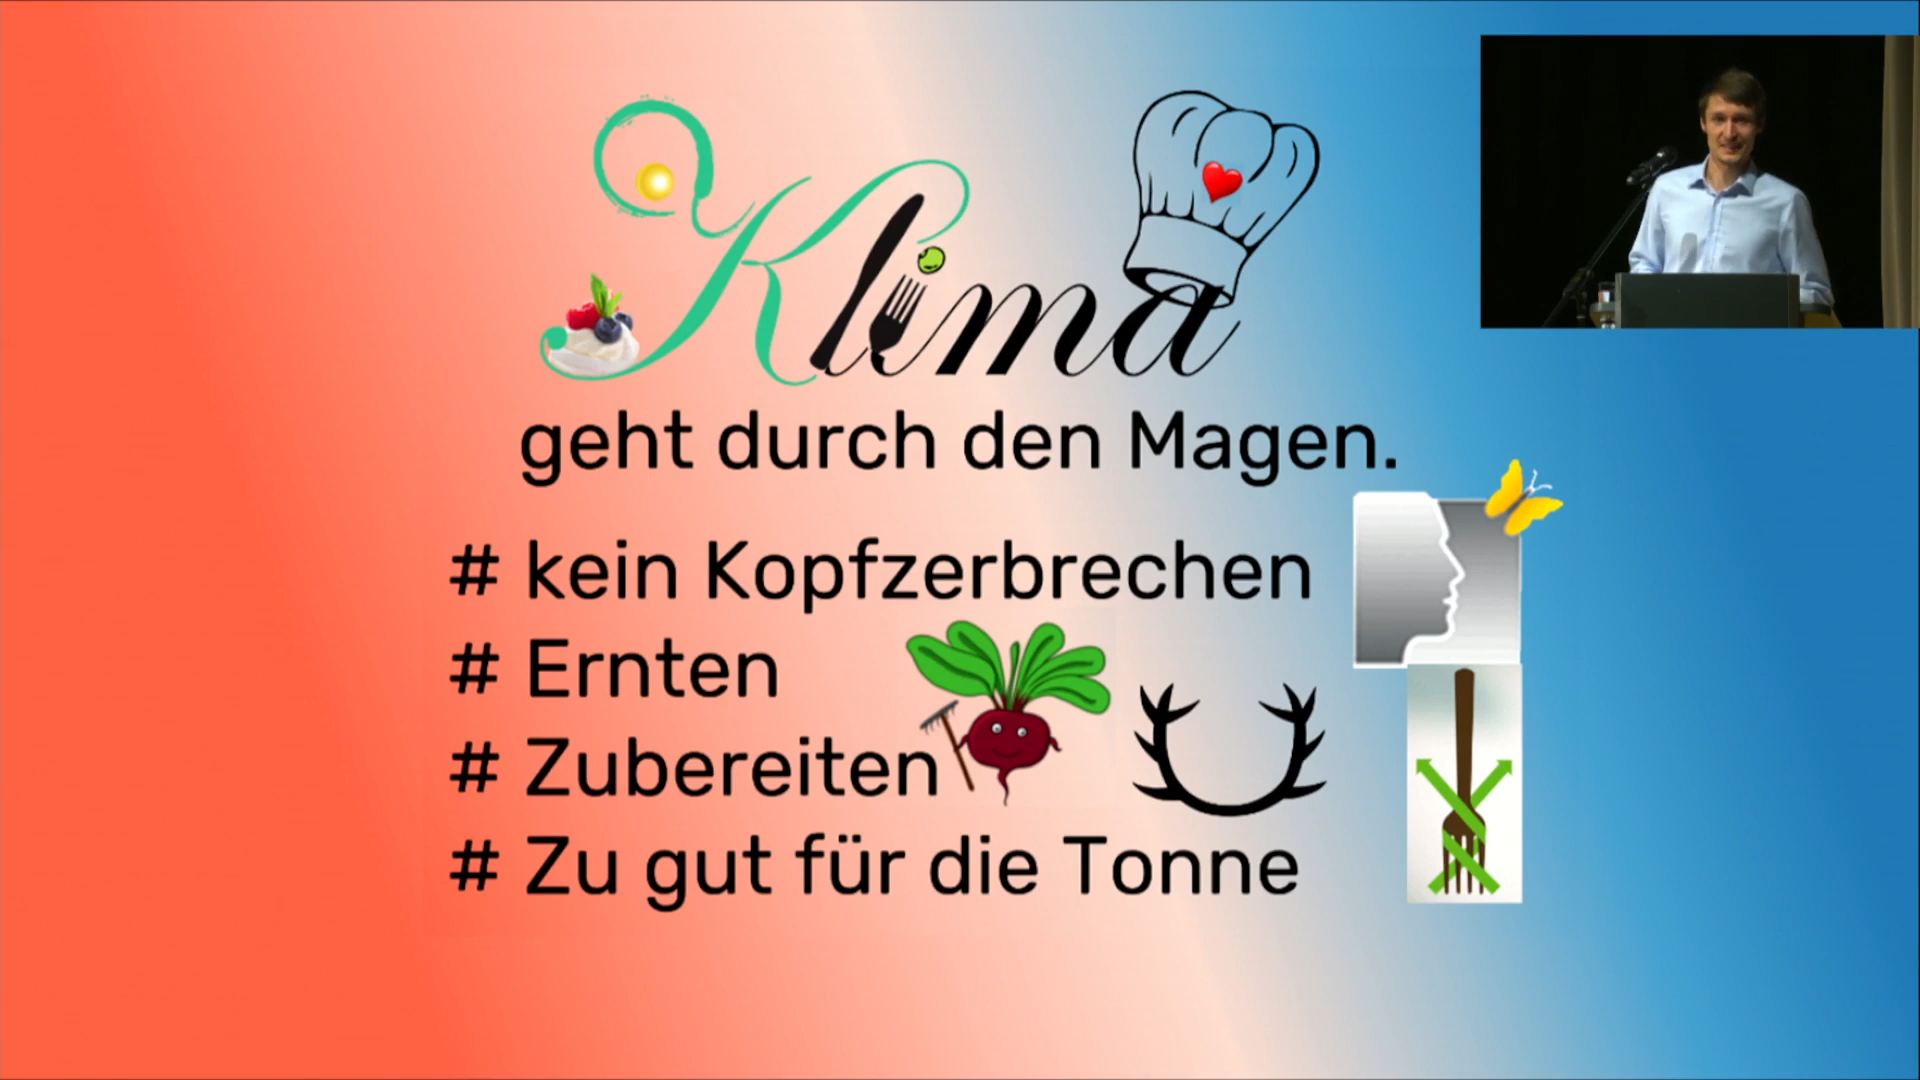 Klima
geht durch den Magen.
# kein Kopfzerbrechen
# Ernten
# Zubereiten
# Zu gut für die Tonne